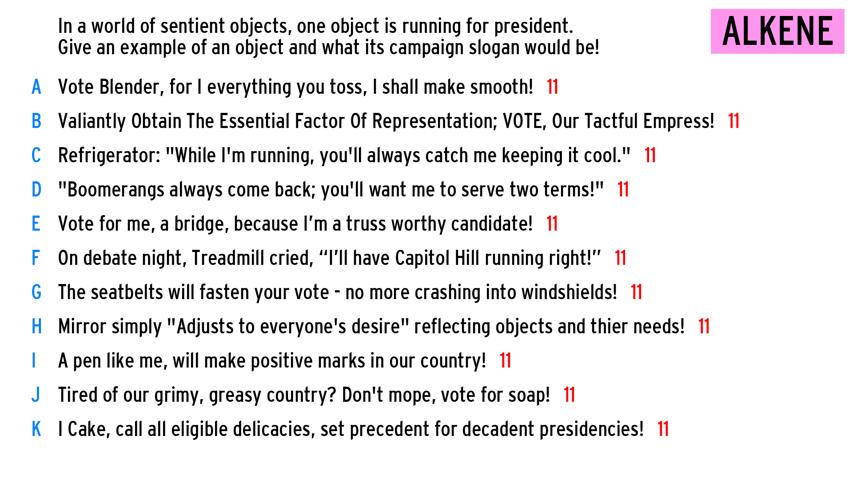 In a world of sentient objects, one object is running for president.
Give an example of an object and what its campaign slogan would be!
ALKENE
A Vote Blender, for I everything you toss, I shall make smooth! 11
B Valiantly Obtain The Essential Factor Of Representation; VOTE, Our Tactful Empress! 11
C Refrigerator: "While I'm running, you'll always catch me keeping it cool." 11
D "Boomerangs always come back; you'll want me to serve two terms!" 11
E Vote for me, a bridge, because I’m a truss worthy candidate! 11
F On debate night, Treadmill cried, “I’ll have Capitol Hill running right!” 11
G The seatbelts will fasten your vote - no more crashing into windshields! 11
H Mirror simply "Adjusts to everyone's desire" reflecting objects and thier needs! 11
I A pen like me, will make positive marks in our country! 11
J Tired of our grimy, greasy country? Don't mope, vote for soap! 11
K I Cake, call all eligible delicacies, set precedent for decadent presidencies! 11